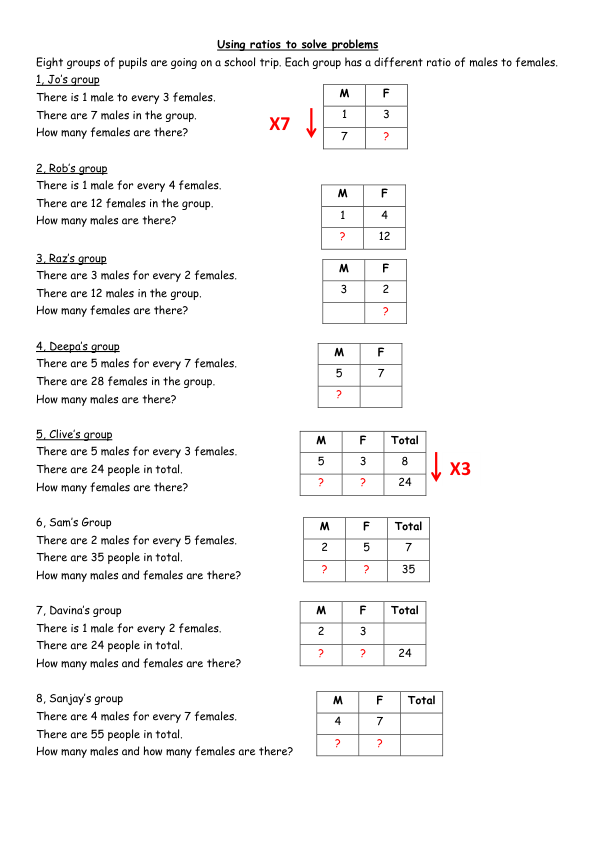 Using ratios to solve problems
Eight groups of pupils are going on a school trip. Each group has a different ratio of males to females.
1, Jo's group
There is 1 male to every 3 females.
There are 7 males in the group.
How many females are there?
X7
M F
1 3
7 ?
2, Rob's group
There is 1 male for every 4 females.
There are 12 females in the group.
How many males are there?
M F
1 4
? 12
3, Raz's group
There are 3 males for every 2 females.
There are 12 males in the group.
How many females are there?
M F
3 2
?
4, Deepa's group
There are 5 males for every 7 females.
There are 28 females in the group.
How many males are there?
M F
5 7
?
5, Clive's group
There are 5 males for every 3 females.
There are 24 people in total.
How many females are there?
M F Total
5 3 8
? ? 24
X3
6, Sam's Group
There are 2 males for every 5 females.
There are 35 people in total.
How many males and females are there?
M F Total
2 5 7
? ? 35
7, Davina's group
There is 1 male for every 2 females.
There are 24 people in total.
How many males and females are there?
M F Total
2 3
? ? 24
8, Sanjay's group
There are 4 males for every 7 females.
There are 55 people in total.
How many males and how many females are there?
M F Total
4 7
? ?